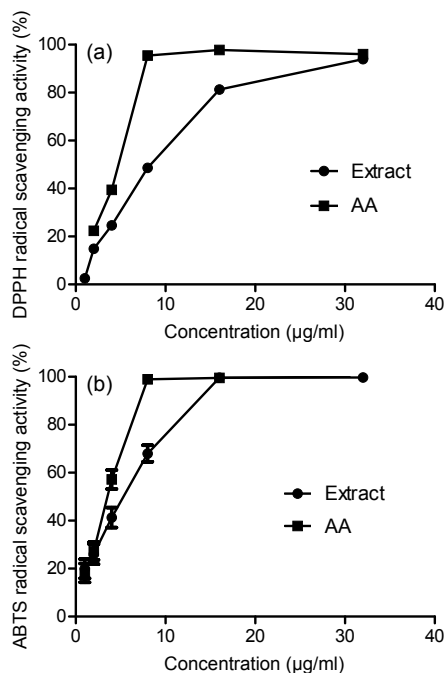 DPPH radical scavenging activity (%)
100
80
60
40
20
0
(a)
Extract
AA
0
10
20
30
40
Concentration (µg/ml)
ABTS radical scavenging activity (%)
100
80
60
40
20
0
(b)
Extract
AA
0
10
20
30
40
Concentration (µg/ml)